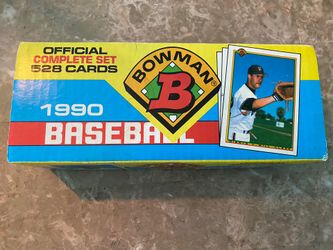 OFFICIAL
COMPLETE SET
528 CARDS
BOWMAN®
B
1990
BASEBALL